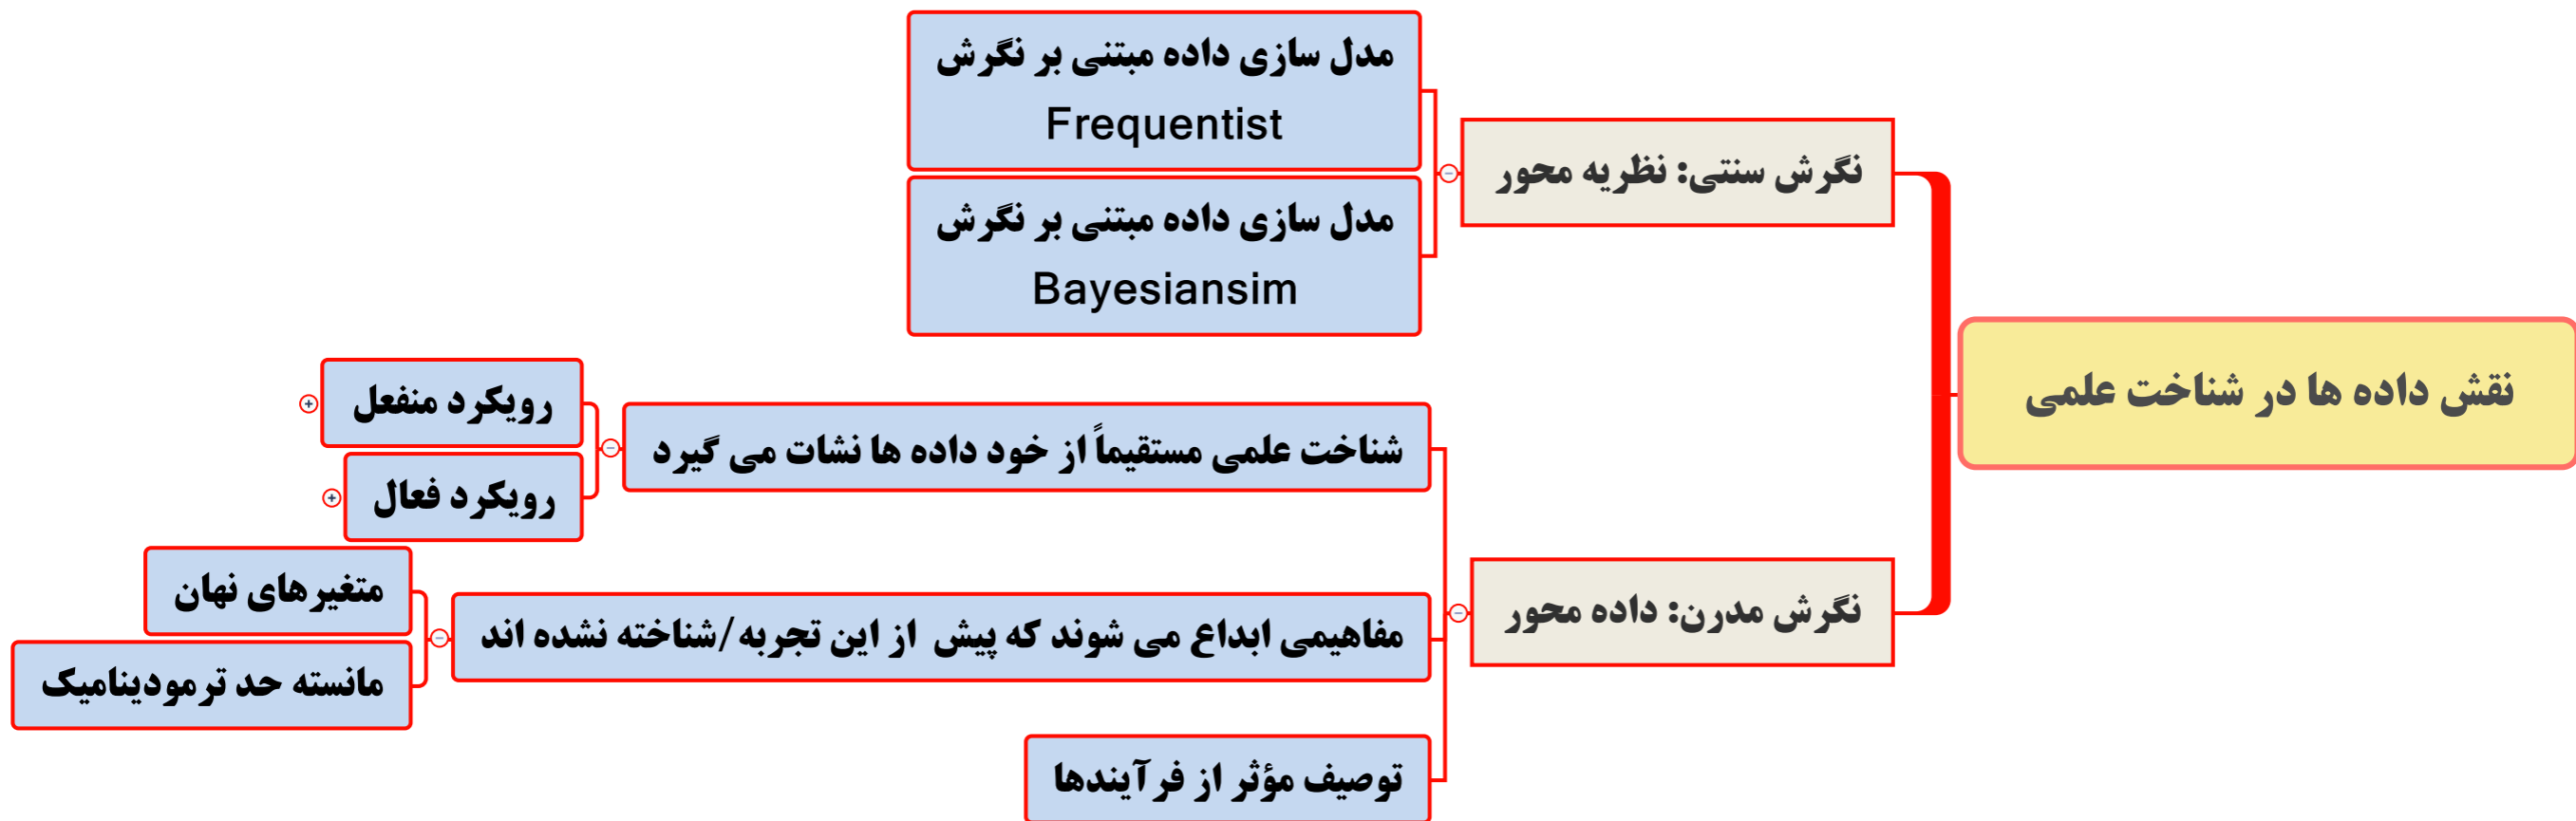 نقش داده ها در شناخت علمی
نگرش سنتی: نظریه محور
مدل سازی داده مبتنی بر نگرش
Frequentist
مدل سازی داده مبتنی بر نگرش
Bayesiansim
نگرش مدرن: داده محور
شناخت علمی مستقیماً از خود داده ها نشات می گیرد
رویکرد منفعل
رویکرد فعال
مفاهیمی ابداع می شوند که پیش از این تجربه/شناخته نشده اند
متغیرهای نهان
مانسته حد ترمودینامیک
توصیف مؤثر از فرآیندها